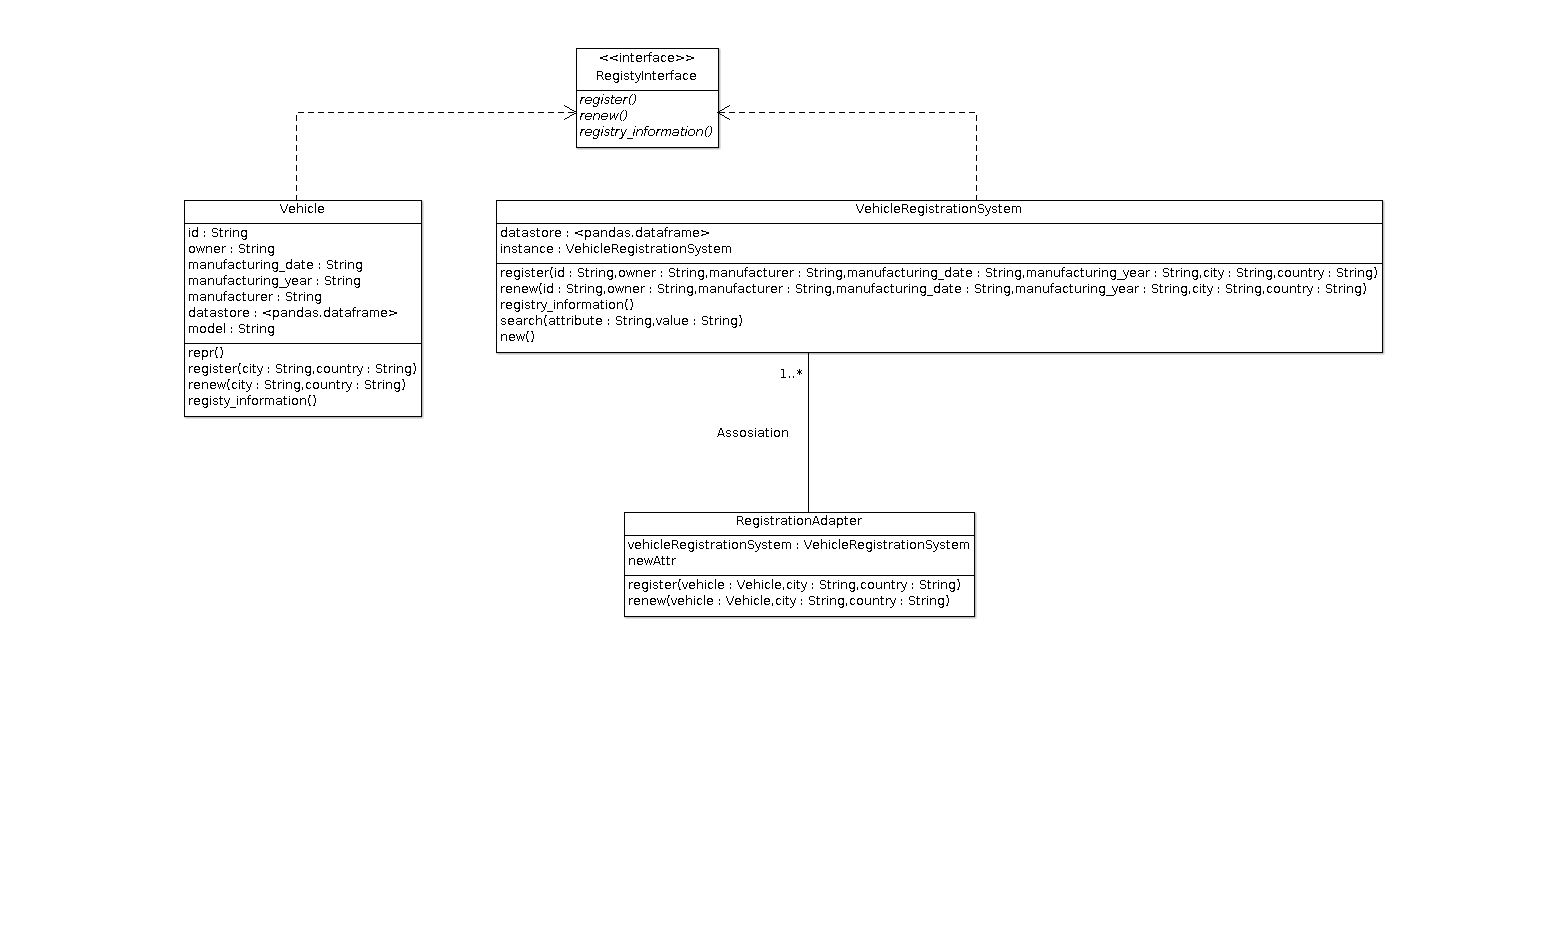 <<interface>>
RegistyInterface
register()
renew()
registry_information()
Vehicle
id : String
owner : String
manufacturing_date : String
manufacturing_year : String
manufacturer : String
datastore : <pandas.dataframe>
model : String
repr()
register(city : String,country : String)
renew(city : String,country : String)
registy_information()
VehicleRegistrationSystem
datastore : <pandas.dataframe>
instance : VehicleRegistrationSystem
register(id : String,owner : String,manufacturer : String,manufacturing_date : String,manufacturing_year : String,city : String,country : String)
renew(id : String,owner : String,manufacturer : String,manufacturing_date : String,manufacturing_year : String,city : String,country : String)
registry_information()
search(attribute : String,value : String)
new()
1..*
Assosiation
RegistrationAdapter
vehicleRegistrationSystem : VehicleRegistrationSystem
newAttr
register(vehicle : Vehicle,city : String,country : String)
renew(vehicle : Vehicle,city : String,country : String)